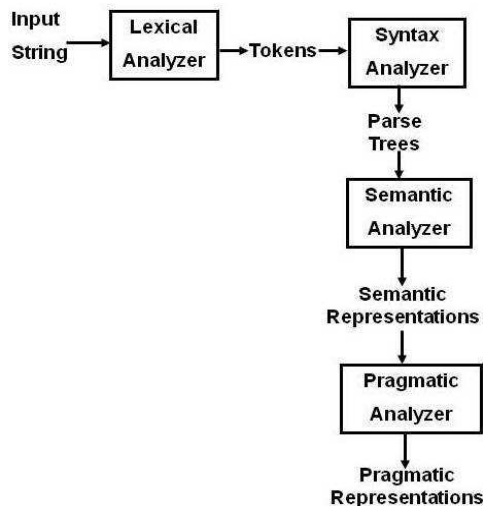 Input
String
Lexical
Analyzer
Tokens
Syntax
Analyzer
Parse
Trees
Semantic
Analyzer
Semantic
Representations
Pragmatic
Analyzer
Pragmatic
Representations